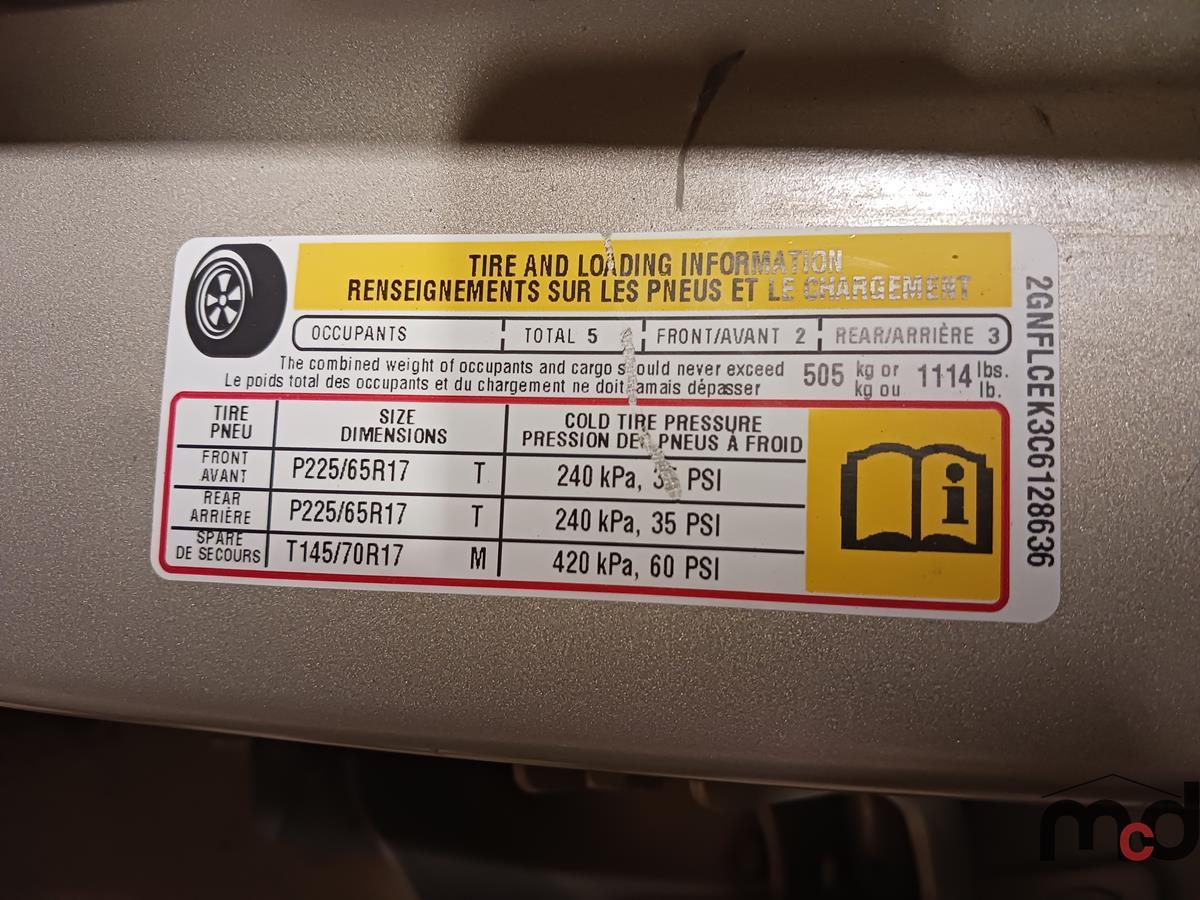 TIRE AND LOADING INFORMATION
RENSEIGNEMENTS SUR LES PNEUS ET LE CHARGEMENT
OCCUPANTS TOTAL 5 FRONT/AVANT 2 REAR/ARRIÈRE 3
The combined weight of occupants and cargo should never exceed 505 kg or 1114 lbs.
Le poids total des occupants et du chargement ne doit jamais dépasser kg ou lb.
TIRE SIZE COLD TIRE PRESSURE
PNEU DIMENSIONS PRESSION DES PNEUS À FROID
FRONT
AVANT P225/65R17 T 240 kPa, 35 PSI
REAR
ARRIÈRE P225/65R17 T 240 kPa, 35 PSI
SPARE
DE SECOURS T145/70R17 M 420 kPa, 60 PSI
i
2GNFLCEK3C6128636
mcd